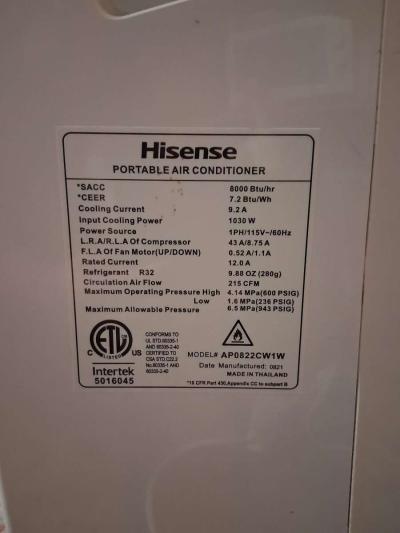 Hisense
PORTABLE AIR CONDITIONER
*SACC 8000 Btu/hr
*CEER 7.2 Btu/Wh
Cooling Current 9.2 A
Input Cooling Power 1030 W
Power Source 1PH/115V~/60Hz
L.R.A/R.L.A Of Compressor 43 A/8.75 A
F.L.A Of Fan Motor(UP/DOWN) 0.52 A/1.1A
Rated Current 12.0 A
Refrigerant R32 9.88 OZ (280g)
Circulation Air Flow 215 CFM
Maximum Operating Pressure High 4.14 MPa(600 PSIG)
Low 1.6 MPa(236 PSIG)
Maximum Allowable Pressure 6.5 MPa(943 PSIG)
ETL
C US
LISTED
Intertek
5016045
CONFORMS TO
UL STD.60335-1
AND 60335-2-40
CERTIFIED TO
CSA STD.C22.2
No.60335-1 AND
60335-2-40
MODEL# AP0822CW1W
Date Manufactured: 0821
MADE IN THAILAND
*10 CFR Part 430,Appendix CC to subpart B